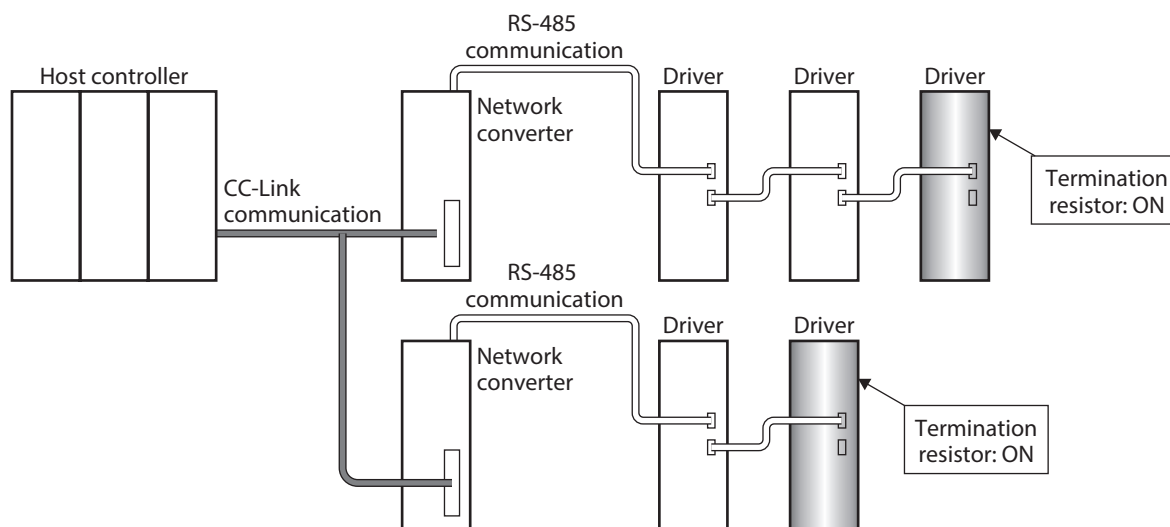 RS-485
communication
Host controller
Driver
Driver
Driver
Network
converter
Termination
resistor: ON
CC-Link
communication
RS-485
communication
Driver
Driver
Network
converter
Termination
resistor: ON